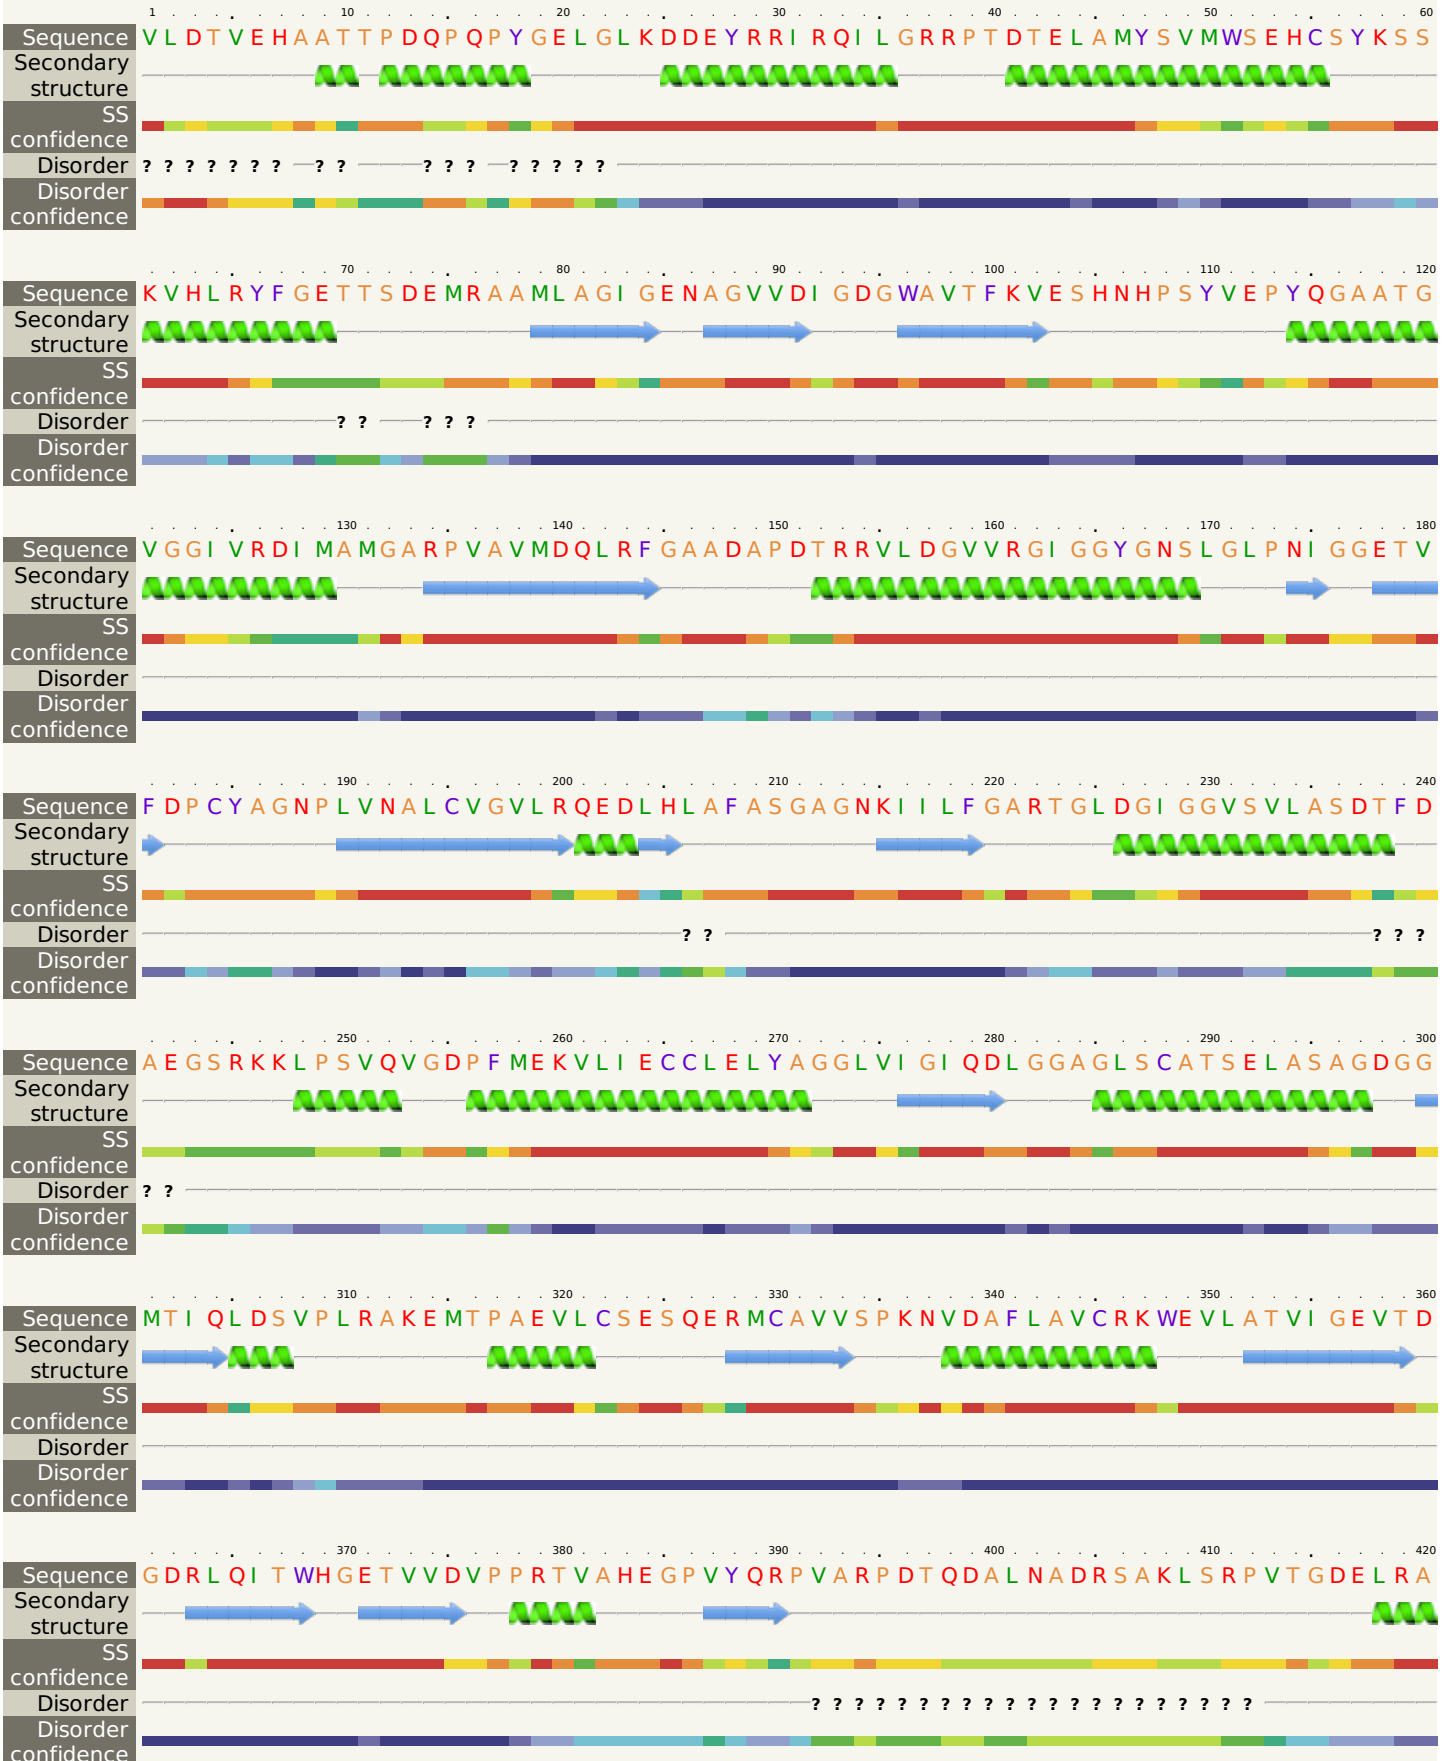 1 10 20 30 40 50 60
Sequence VLDTVEHAATTPDQPQPYGELGLKDDEYRRIRQILGRRPTDTELAMYSVMWSEHCSYKSS
Secondary
structure
SS
confidence
Disorder ? ? ? ? ? ? ? ? ? ? ? ? ? ? ? ? ?
Disorder
confidence
70 80 90 100 110 120
Sequence KVHLRYFGETTSDEMRAAMLAGIGENAGVVDIGDGWAVTFKVESHNHPSYVEPYQGAATG
Secondary
structure
SS
confidence
Disorder ? ? ? ? ?
Disorder
confidence
130 140 150 160 170 180
Sequence VGGIVRDIMAMGARPVAVMDQLRFGAADAPDTRRVLDGVVRGIGGYGNSLGLPNIGGETV
Secondary
structure
SS
confidence
Disorder
Disorder
confidence
190 200 210 220 230 240
Sequence FDPCYAGNPLVNALCVGVLRQEDLHLAFASGAGNKIILFGARTGLDGIGGVSVLASDTFD
Secondary
structure
SS
confidence
Disorder ? ? ? ? ?
Disorder
confidence
250 260 270 280 290 300
Sequence AEGSRKKLPSVQVGDPFMEKVLIECCLELYAGGLVIGIQDLGGAGLSCATSELASAGDGG
Secondary
structure
SS
confidence
Disorder ? ?
Disorder
confidence
310 320 330 340 350 360
Sequence MTIQLDSVPLRAKEMTPAEVLCSESQERMCAVVSPKNVDAFLAVCRKWEVLATVIGEVTD
Secondary
structure
SS
confidence
Disorder
Disorder
confidence
370 380 390 400 410 420
Sequence GDRLQITWHGETVVDVPPRTVAHEGPVYQRPVARPDTQDALNADRSAKLSRPVTGDELRA
Secondary
structure
SS
confidence
Disorder ? ? ? ? ? ? ? ? ? ? ? ? ? ? ? ? ? ? ? ? ?
Disorder
confidence